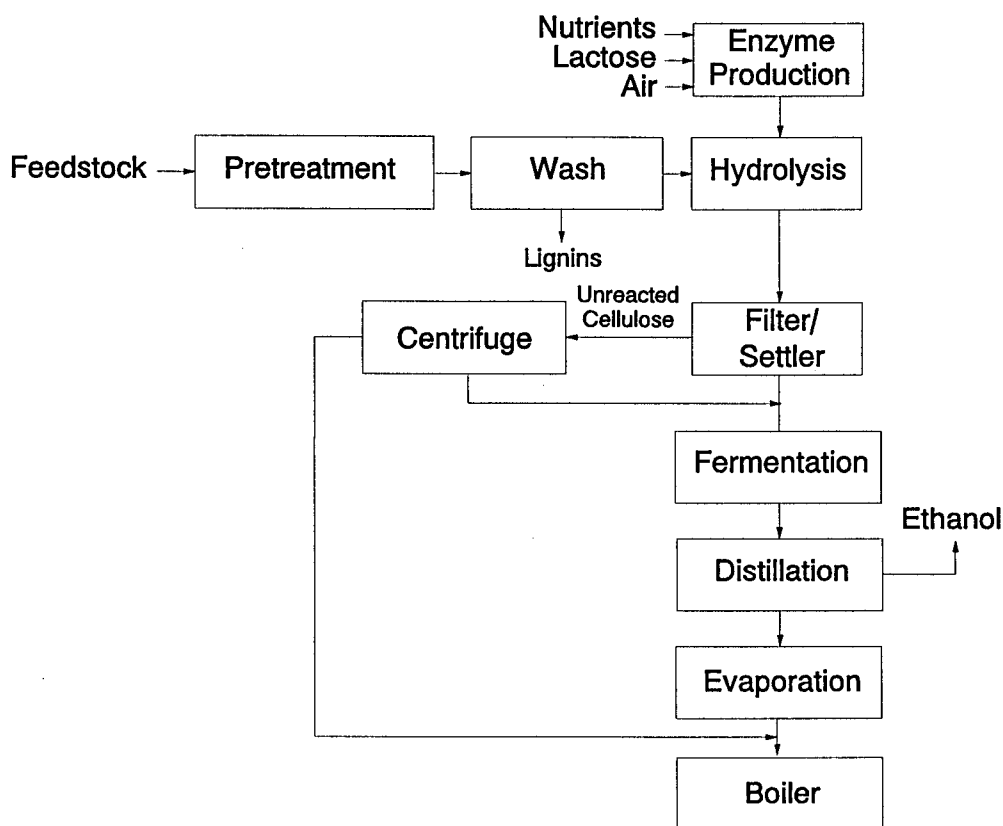 Nutrients
Lactose
Air
Enzyme
Production
Feedstock
Pretreatment
Wash
Hydrolysis
Lignins
Unreacted
Cellulose
Centrifuge
Filter/
Settler
Fermentation
Ethanol
Distillation
Evaporation
Boiler